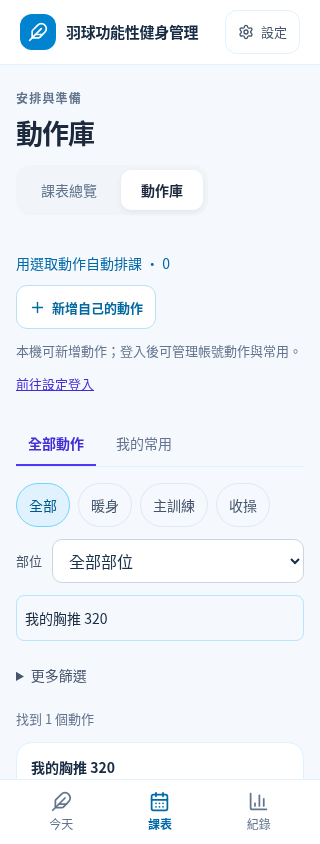 羽球功能性健身管理
設定
安排與準備
動作庫
課表總覽
動作庫
用選取動作自動排課 · 0
新增自己的動作
本機可新增動作；登入後可管理帳號動作與常用。
前往設定登入
全部動作
我的常用
全部
暖身
主訓練
收操
部位
全部部位
我的胸推 320
更多篩選
找到 1 個動作
我的胸推 320
今天
課表
紀錄